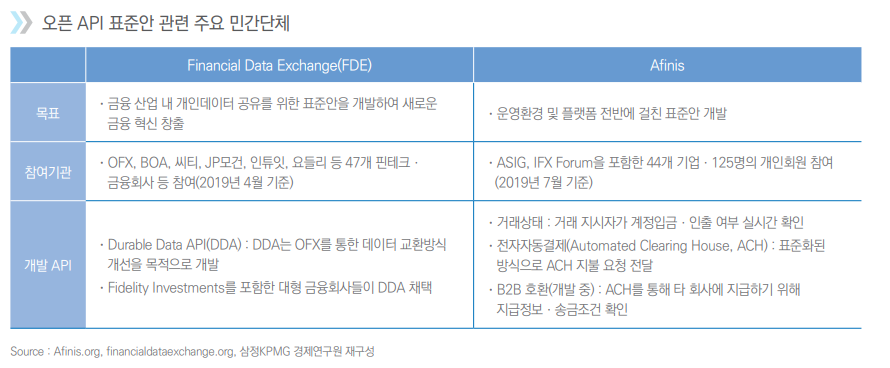 오픈 API 표준안 관련 주요 민간단체
Financial Data Exchange(FDE)
Afinis
목표
· 금융 산업 내 개인데이터 공유를 위한 표준안을 개발하여 새로운
금융 혁신 창출
· 운영환경 및 플랫폼 전반에 걸친 표준안 개발
참여기관
· OFX, BOA, 씨티, JP모건, 인튜잇, 요들리 등 47개 핀테크 ·
금융회사 등 참여(2019년 4월 기준)
· ASIG, IFX Forum을 포함한 44개 기업 · 125명의 개인회원 참여
(2019년 7월 기준)
개발 API
· Durable Data API(DDA) : DDA는 OFX를 통한 데이터 교환방식
개선을 목적으로 개발
· Fidelity Investments를 포함한 대형 금융회사들이 DDA 채택
· 거래상태 : 거래 지시자가 계정입금 · 인출 여부 실시간 확인
· 전자자동결제(Automated Clearing House, ACH) : 표준화된
방식으로 ACH 지불 요청 전달
· B2B 호환(개발 중) : ACH를 통해 타 회사에 지급하기 위해
지급정보 · 송금조건 확인
Source : Afinis.org, financialdataexchange.org, 삼정KPMG 경제연구원 재구성